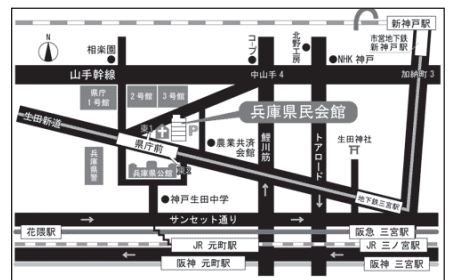 新神戸駅
N
相楽園
コープ
北野工房
NHK 神戸
市営地下鉄
新神戸駅
山手幹線
中山手4
加納町3
県庁
1号館
2号館
3号館
兵庫県民会館
P
生田新道
県庁前
東1
農業共済
会館
鯉川筋
トアロード
生田神社
兵庫県警
兵庫県公館
神戸生田中学
地下鉄三宮駅
サンセット通り
花隈駅
阪急 三宮駅
JR 元町駅
JR 三ノ宮駅
阪神 元町駅
阪神 三宮駅